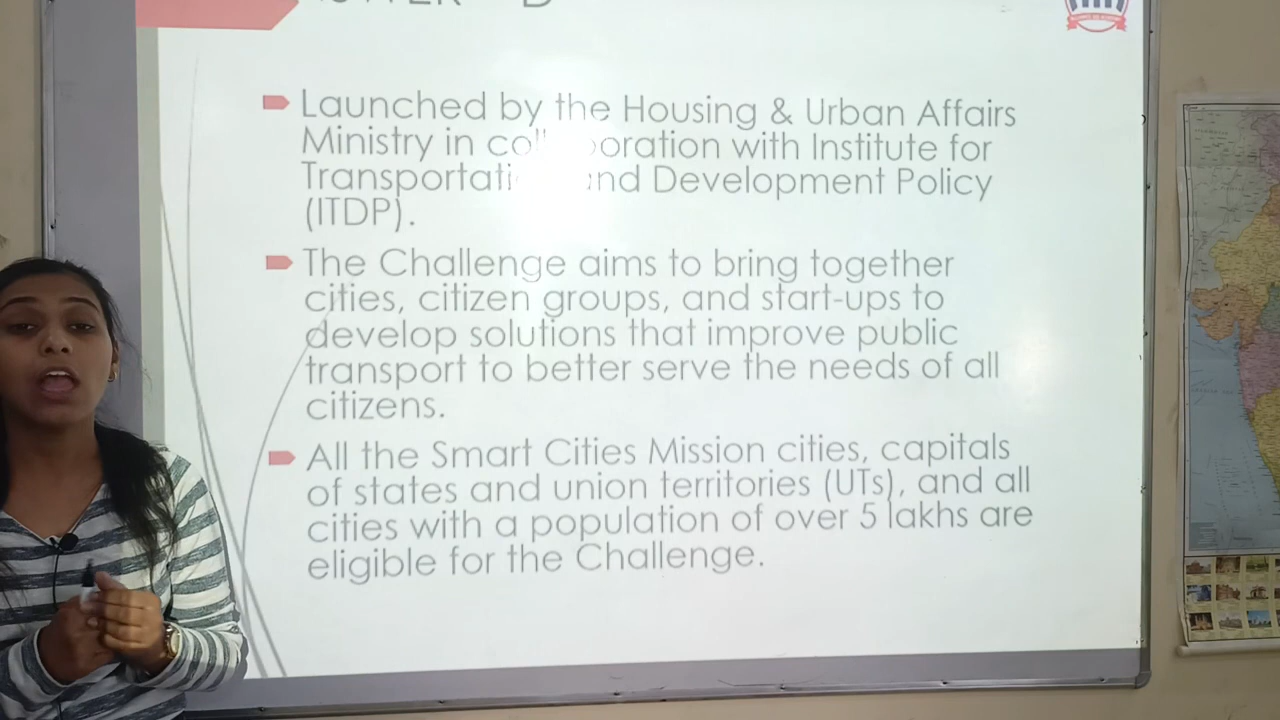 Launched by the Housing & Urban Affairs
Ministry in with Institute for
Development Policy
(ITDP).
The Challenge aims to bring together
cities, citizen groups, and start-ups to
develop solutions that improve public
transport to better serve the needs of all
citizens.
All the Smart Cities Mission cities, capitals
of states and union territories (UTs), and all
cities with a population of over 5 lakhs are
eligible for the Challenge.